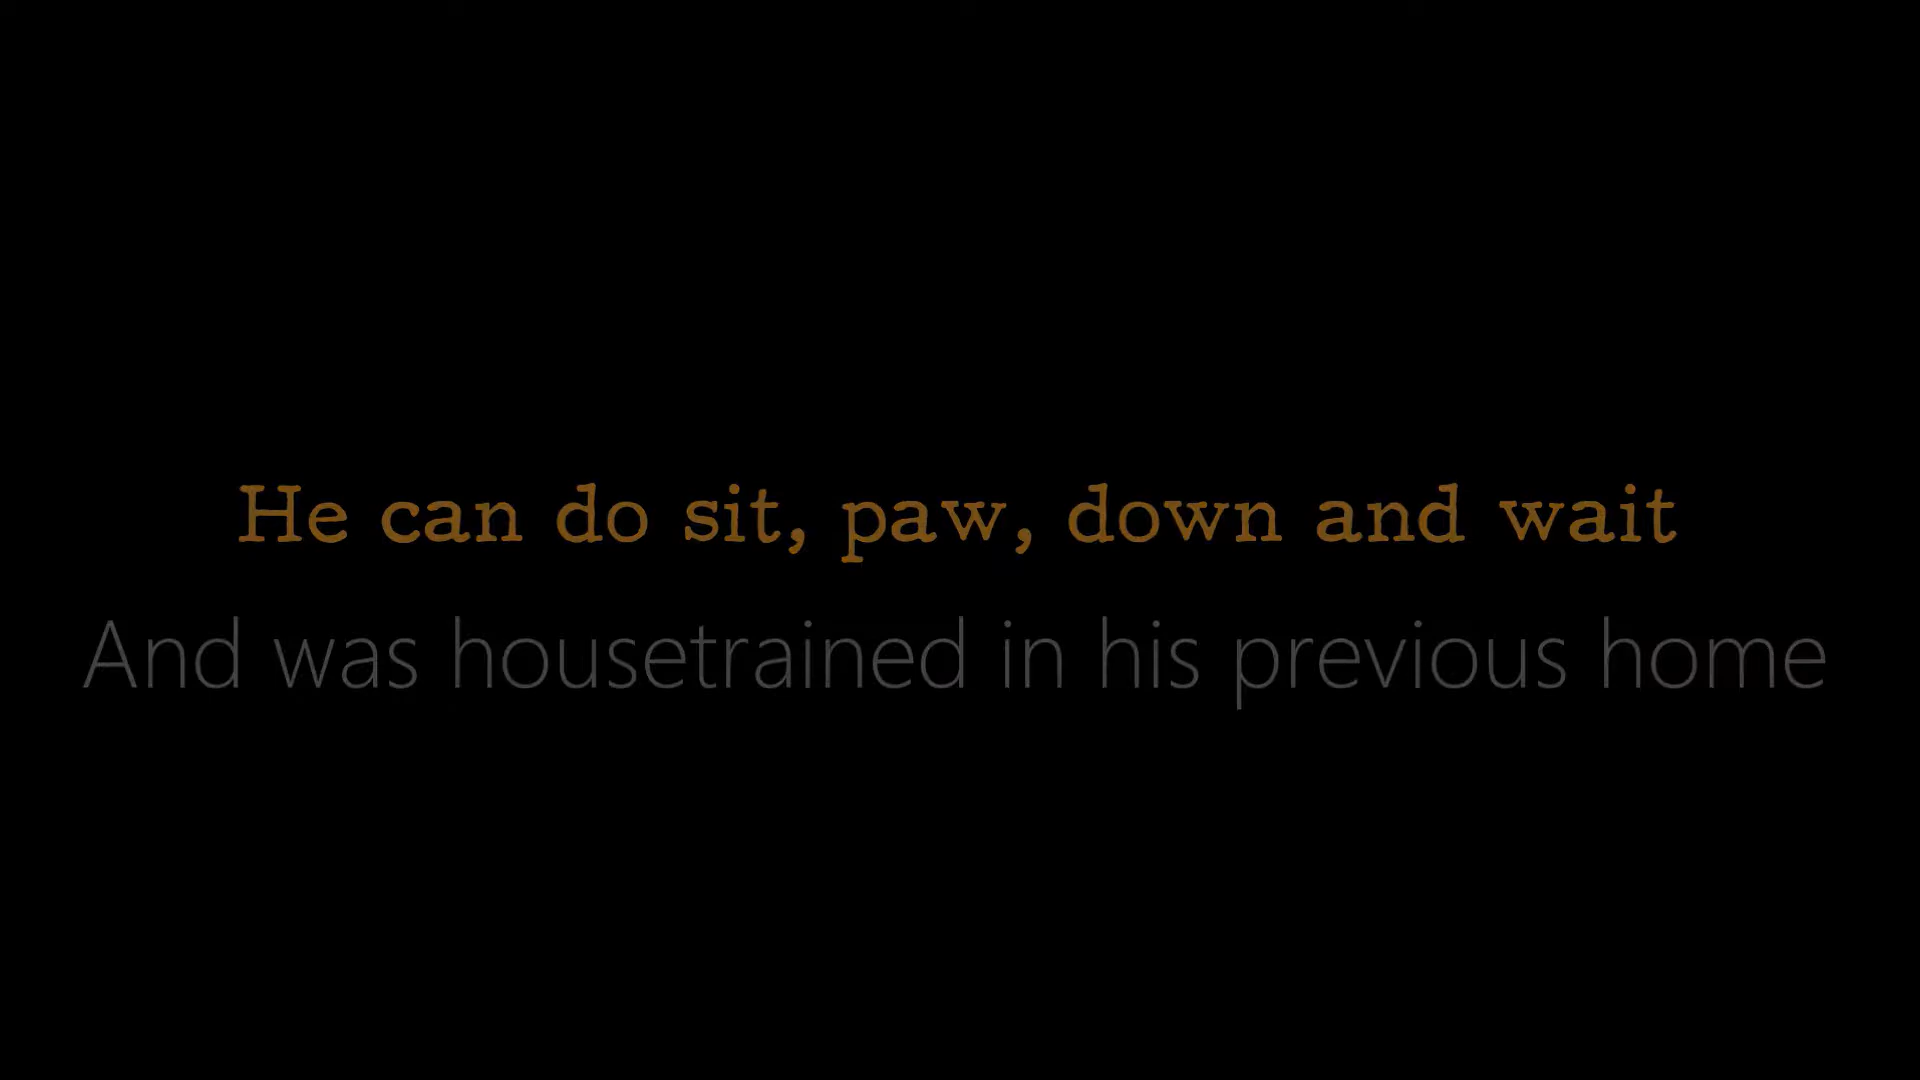 He can do sit, paw, down and wait
And was housetrained in his previous home